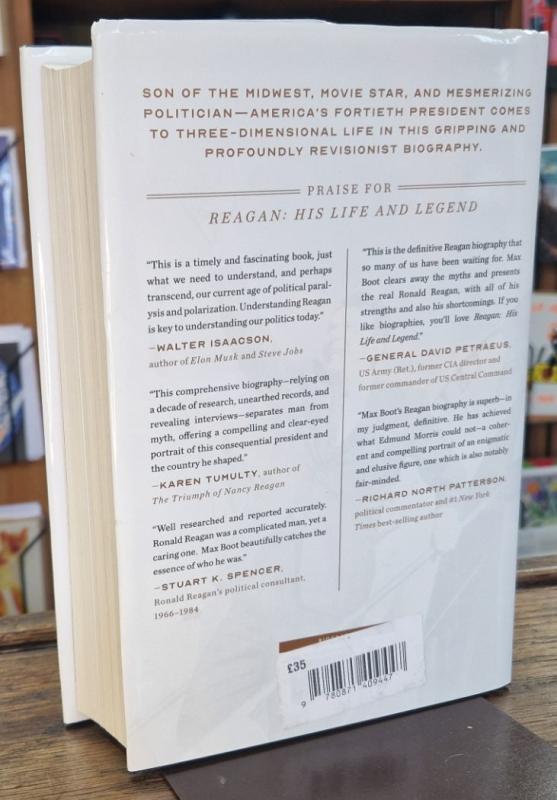 SON OF THE MIDWEST, MOVIE STAR, AND MESMERIZING
POLITICIAN—AMERICA'S FORTIETH PRESIDENT COMES
TO THREE-DIMENSIONAL LIFE IN THIS GRIPPING AND
PROFOUNDLY REVISIONIST BIOGRAPHY.
PRAISE FOR
REAGAN: HIS LIFE AND LEGEND
"This is a timely and fascinating book, just
what we need to understand, and perhaps
transcend, our current age of political paral-
ysis and polarization. Understanding Reagan
is key to understanding our politics today."
—WALTER ISAACSON,
author of Elon Musk and Steve Jobs
"This comprehensive biography—relying on
a decade of research, unearthed records, and
revealing interviews—separates man from
myth, offering a compelling and clear-eyed
portrait of this consequential president and
the country he shaped."
—KAREN TUMULTY, author of
The Triumph of Nancy Reagan
"Well researched and reported accurately.
Ronald Reagan was a complicated man, yet a
caring one. Max Boot beautifully catches the
essence of who he was."
—STUART K. SPENCER,
Ronald Reagan's political consultant,
1966–1984
"This is the definitive Reagan biography that
so many of us have been waiting for. Max
Boot clears away the myths and presents
the real Ronald Reagan, with all of his
strengths and also his shortcomings. If you
like biographies, you'll love Reagan: His
Life and Legend."
—GENERAL DAVID PETRAEUS,
US Army (Ret.), former CIA director and
former commander of US Central Command
"Max Boot's Reagan biography is superb—in
my judgment, definitive. He has achieved
what Edmund Morris could not—a coher-
ent and compelling portrait of an enigmatic
and elusive figure, one which is also notably
fair-minded.
—RICHARD NORTH PATTERSON,
political commentator and #1 New York
Times best-selling author
£35
9 780871 409447